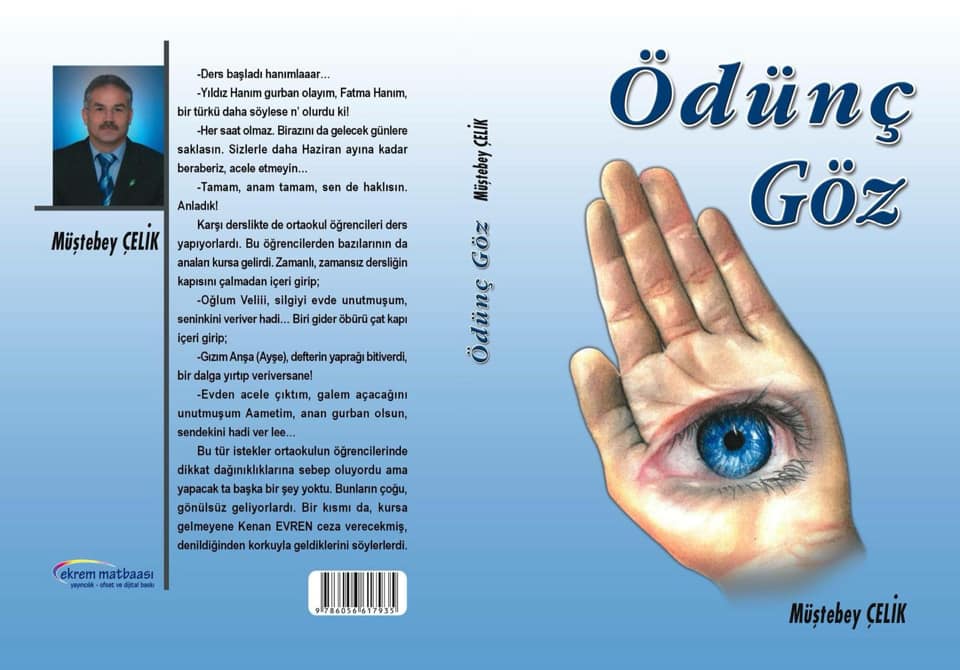 -Ders başladı hanımlaaar...
-Yıldız Hanım gurban olayım, Fatma Hanım,
bir türkü daha söylese n' olurdu ki!
-Her saat olmaz. Birazını da gelecek günlere
saklasın. Sizlerle daha Haziran ayına kadar
beraberiz, acele etmeyin...
-Tamam, anam tamam, sen de haklısın.
Anladık!
Karşı derslikte de ortaokul öğrencileri ders
yapıyorlardı. Bu öğrencilerden bazılarının da
anaları kursa gelirdi. Zamanlı, zamansız dersliğin
kapısını çalmadan içeri girip;
-Oğlum Veliii, silgiyi evde unutmuşum,
seninkini veriver hadi... Biri gider öbürü çat kapı
içeri girip;
-Gızım Anşa (Ayşe), defterin yaprağı bitiverdi,
bir dalga yırtıp veriversane!
-Evden acele çıktım, galem açacağını
unutmuşum Aametim, anan gurban olsun,
sendekini hadi ver lee...
Bu tür istekler ortaokulun öğrencilerinde
dikkat dağınıklıklarına sebep oluyordu ama
yapacak ta başka bir şey yoktu. Bunların çoğu,
gönülsüz geliyorlardı. Bir kısmı da, kursa
gelmeyene Kenan EVREN ceza verecekmiş,
denildiğinden korkuyla geldiklerini söylerlerdi.
Müştebey ÇELİK
ekrem matbaası
yayıncılık - ofset ve dijital baskı
9 786056 617935
Ödünç Göz Müştebey ÇELİK
Ödünç
Göz
Müştebey ÇELİK